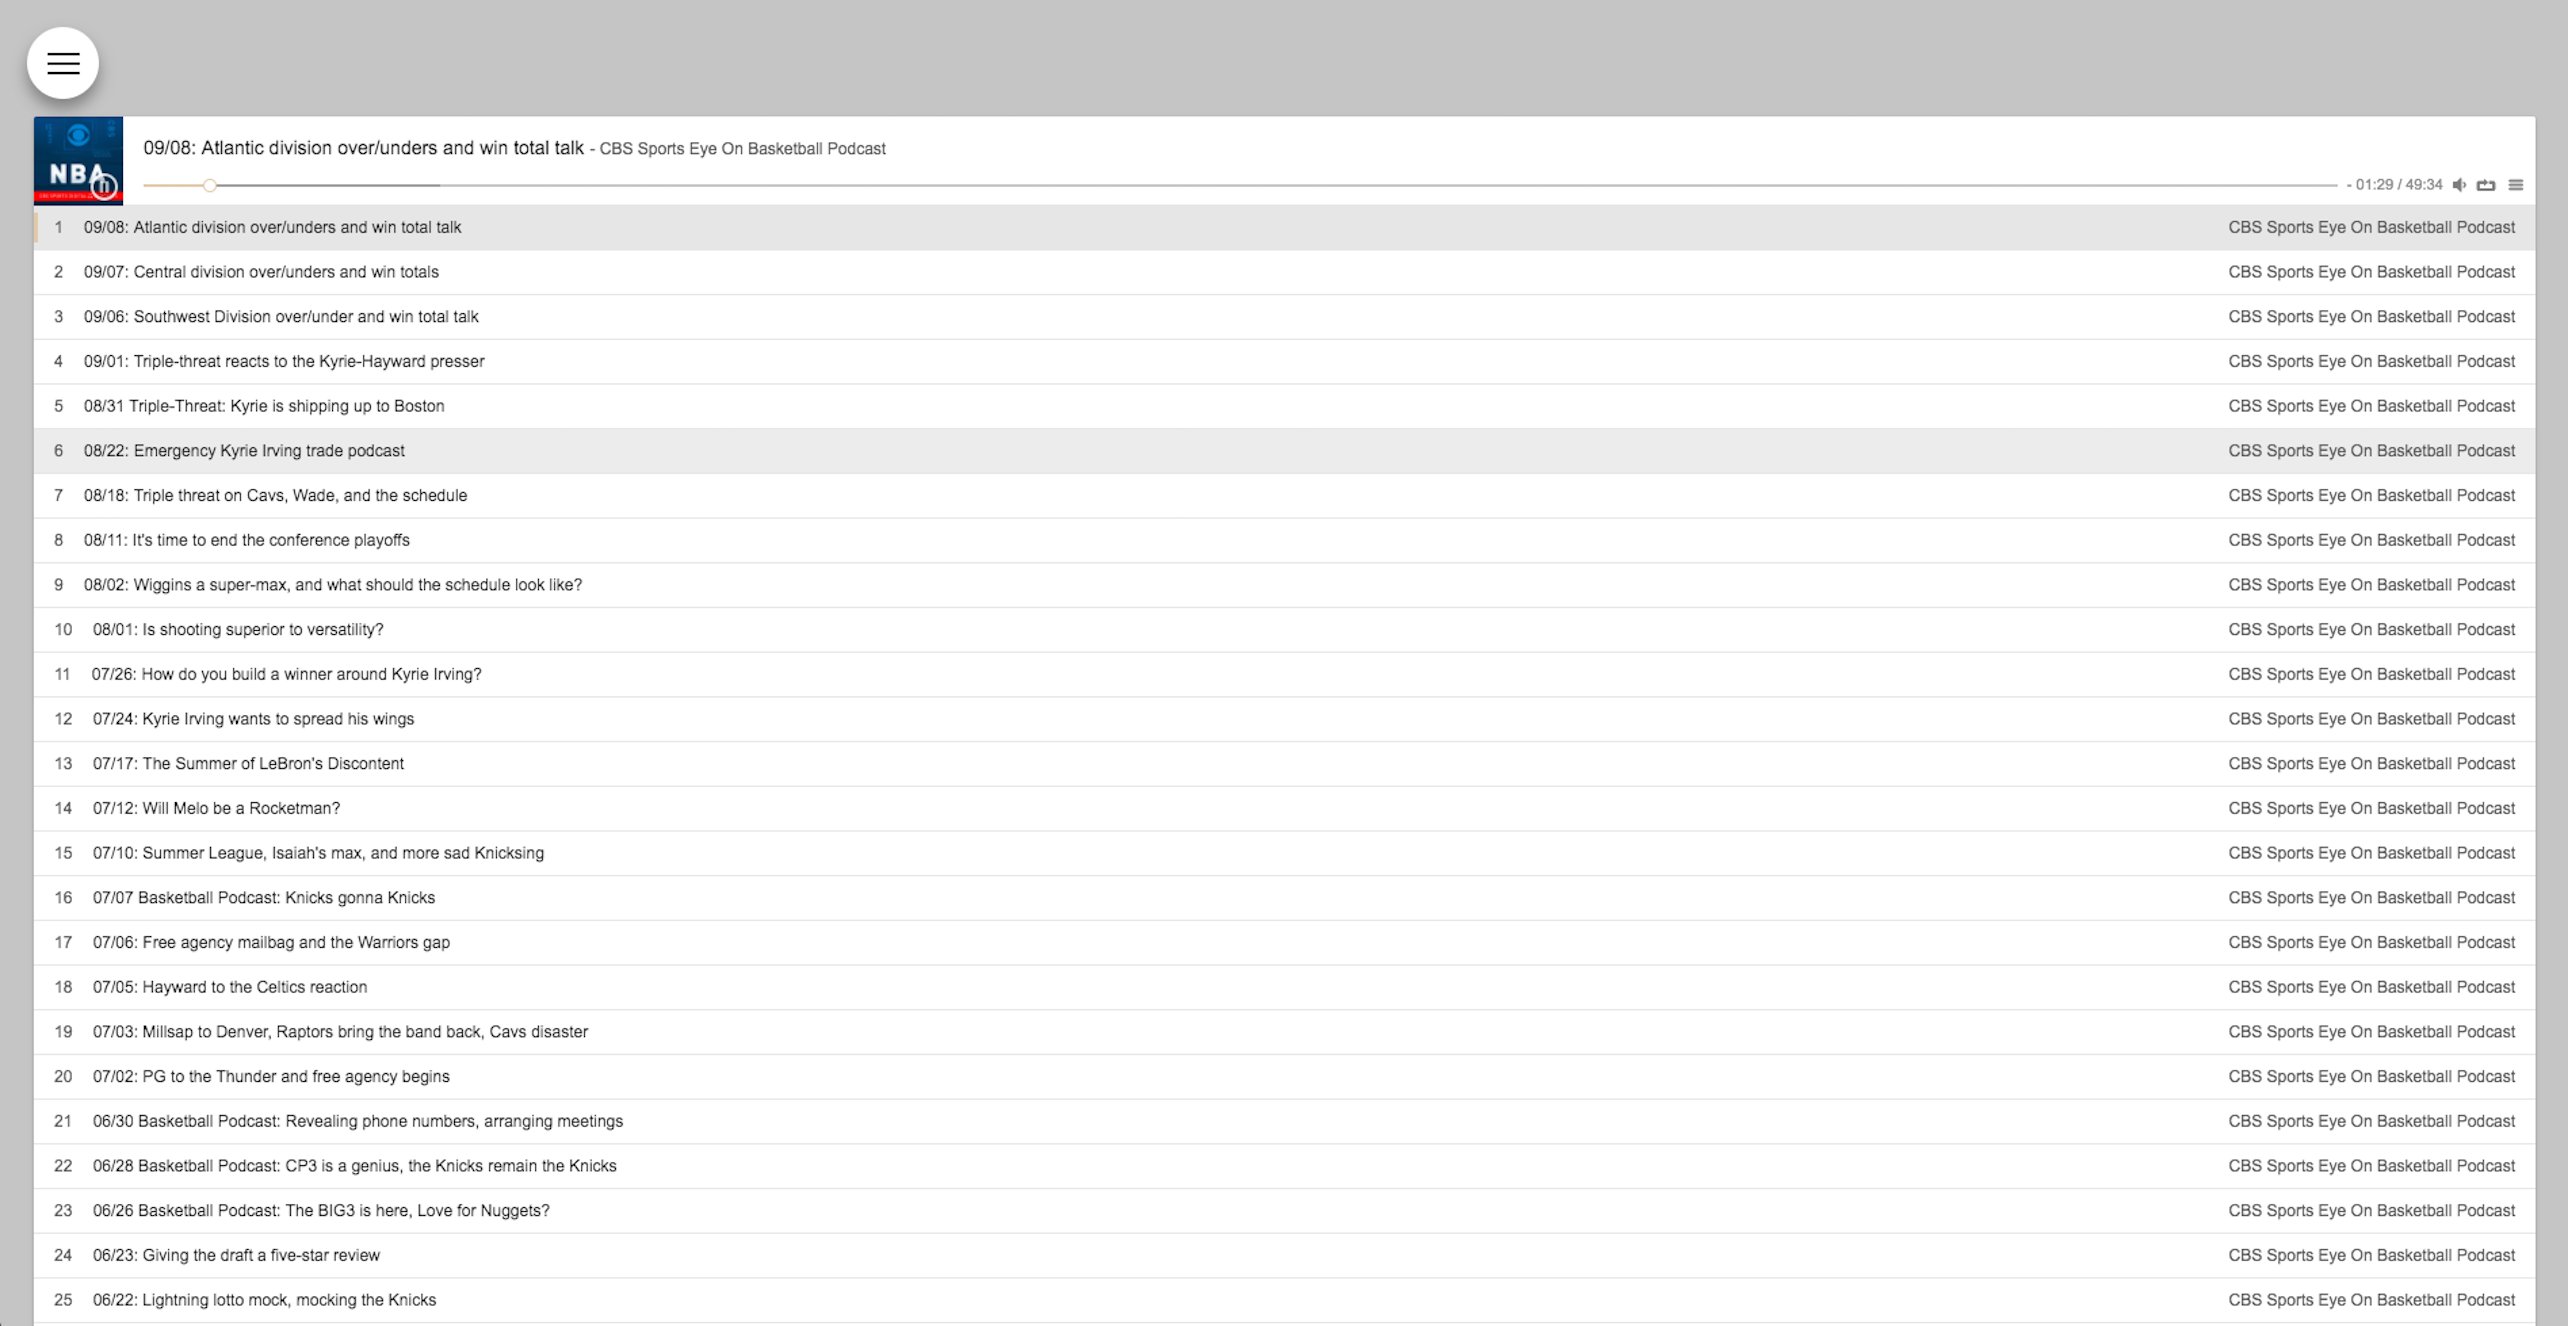 NBA
09/08: Atlantic division over/unders and win total talk - CBS Sports Eye On Basketball Podcast
- 01:29 / 49:34
1 09/08: Atlantic division over/unders and win total talk CBS Sports Eye On Basketball Podcast
2 09/07: Central division over/unders and win totals CBS Sports Eye On Basketball Podcast
3 09/06: Southwest Division over/under and win total talk CBS Sports Eye On Basketball Podcast
4 09/01: Triple-threat reacts to the Kyrie-Hayward presser CBS Sports Eye On Basketball Podcast
5 08/31 Triple-Threat: Kyrie is shipping up to Boston CBS Sports Eye On Basketball Podcast
6 08/22: Emergency Kyrie Irving trade podcast CBS Sports Eye On Basketball Podcast
7 08/18: Triple threat on Cavs, Wade, and the schedule CBS Sports Eye On Basketball Podcast
8 08/11: It's time to end the conference playoffs CBS Sports Eye On Basketball Podcast
9 08/02: Wiggins a super-max, and what should the schedule look like? CBS Sports Eye On Basketball Podcast
10 08/01: Is shooting superior to versatility? CBS Sports Eye On Basketball Podcast
11 07/26: How do you build a winner around Kyrie Irving? CBS Sports Eye On Basketball Podcast
12 07/24: Kyrie Irving wants to spread his wings CBS Sports Eye On Basketball Podcast
13 07/17: The Summer of LeBron's Discontent CBS Sports Eye On Basketball Podcast
14 07/12: Will Melo be a Rocketman? CBS Sports Eye On Basketball Podcast
15 07/10: Summer League, Isaiah's max, and more sad Knicksing CBS Sports Eye On Basketball Podcast
16 07/07 Basketball Podcast: Knicks gonna Knicks CBS Sports Eye On Basketball Podcast
17 07/06: Free agency mailbag and the Warriors gap CBS Sports Eye On Basketball Podcast
18 07/05: Hayward to the Celtics reaction CBS Sports Eye On Basketball Podcast
19 07/03: Millsap to Denver, Raptors bring the band back, Cavs disaster CBS Sports Eye On Basketball Podcast
20 07/02: PG to the Thunder and free agency begins CBS Sports Eye On Basketball Podcast
21 06/30 Basketball Podcast: Revealing phone numbers, arranging meetings CBS Sports Eye On Basketball Podcast
22 06/28 Basketball Podcast: CP3 is a genius, the Knicks remain the Knicks CBS Sports Eye On Basketball Podcast
23 06/26 Basketball Podcast: The BIG3 is here, Love for Nuggets? CBS Sports Eye On Basketball Podcast
24 06/23: Giving the draft a five-star review CBS Sports Eye On Basketball Podcast
25 06/22: Lightning lotto mock, mocking the Knicks CBS Sports Eye On Basketball Podcast